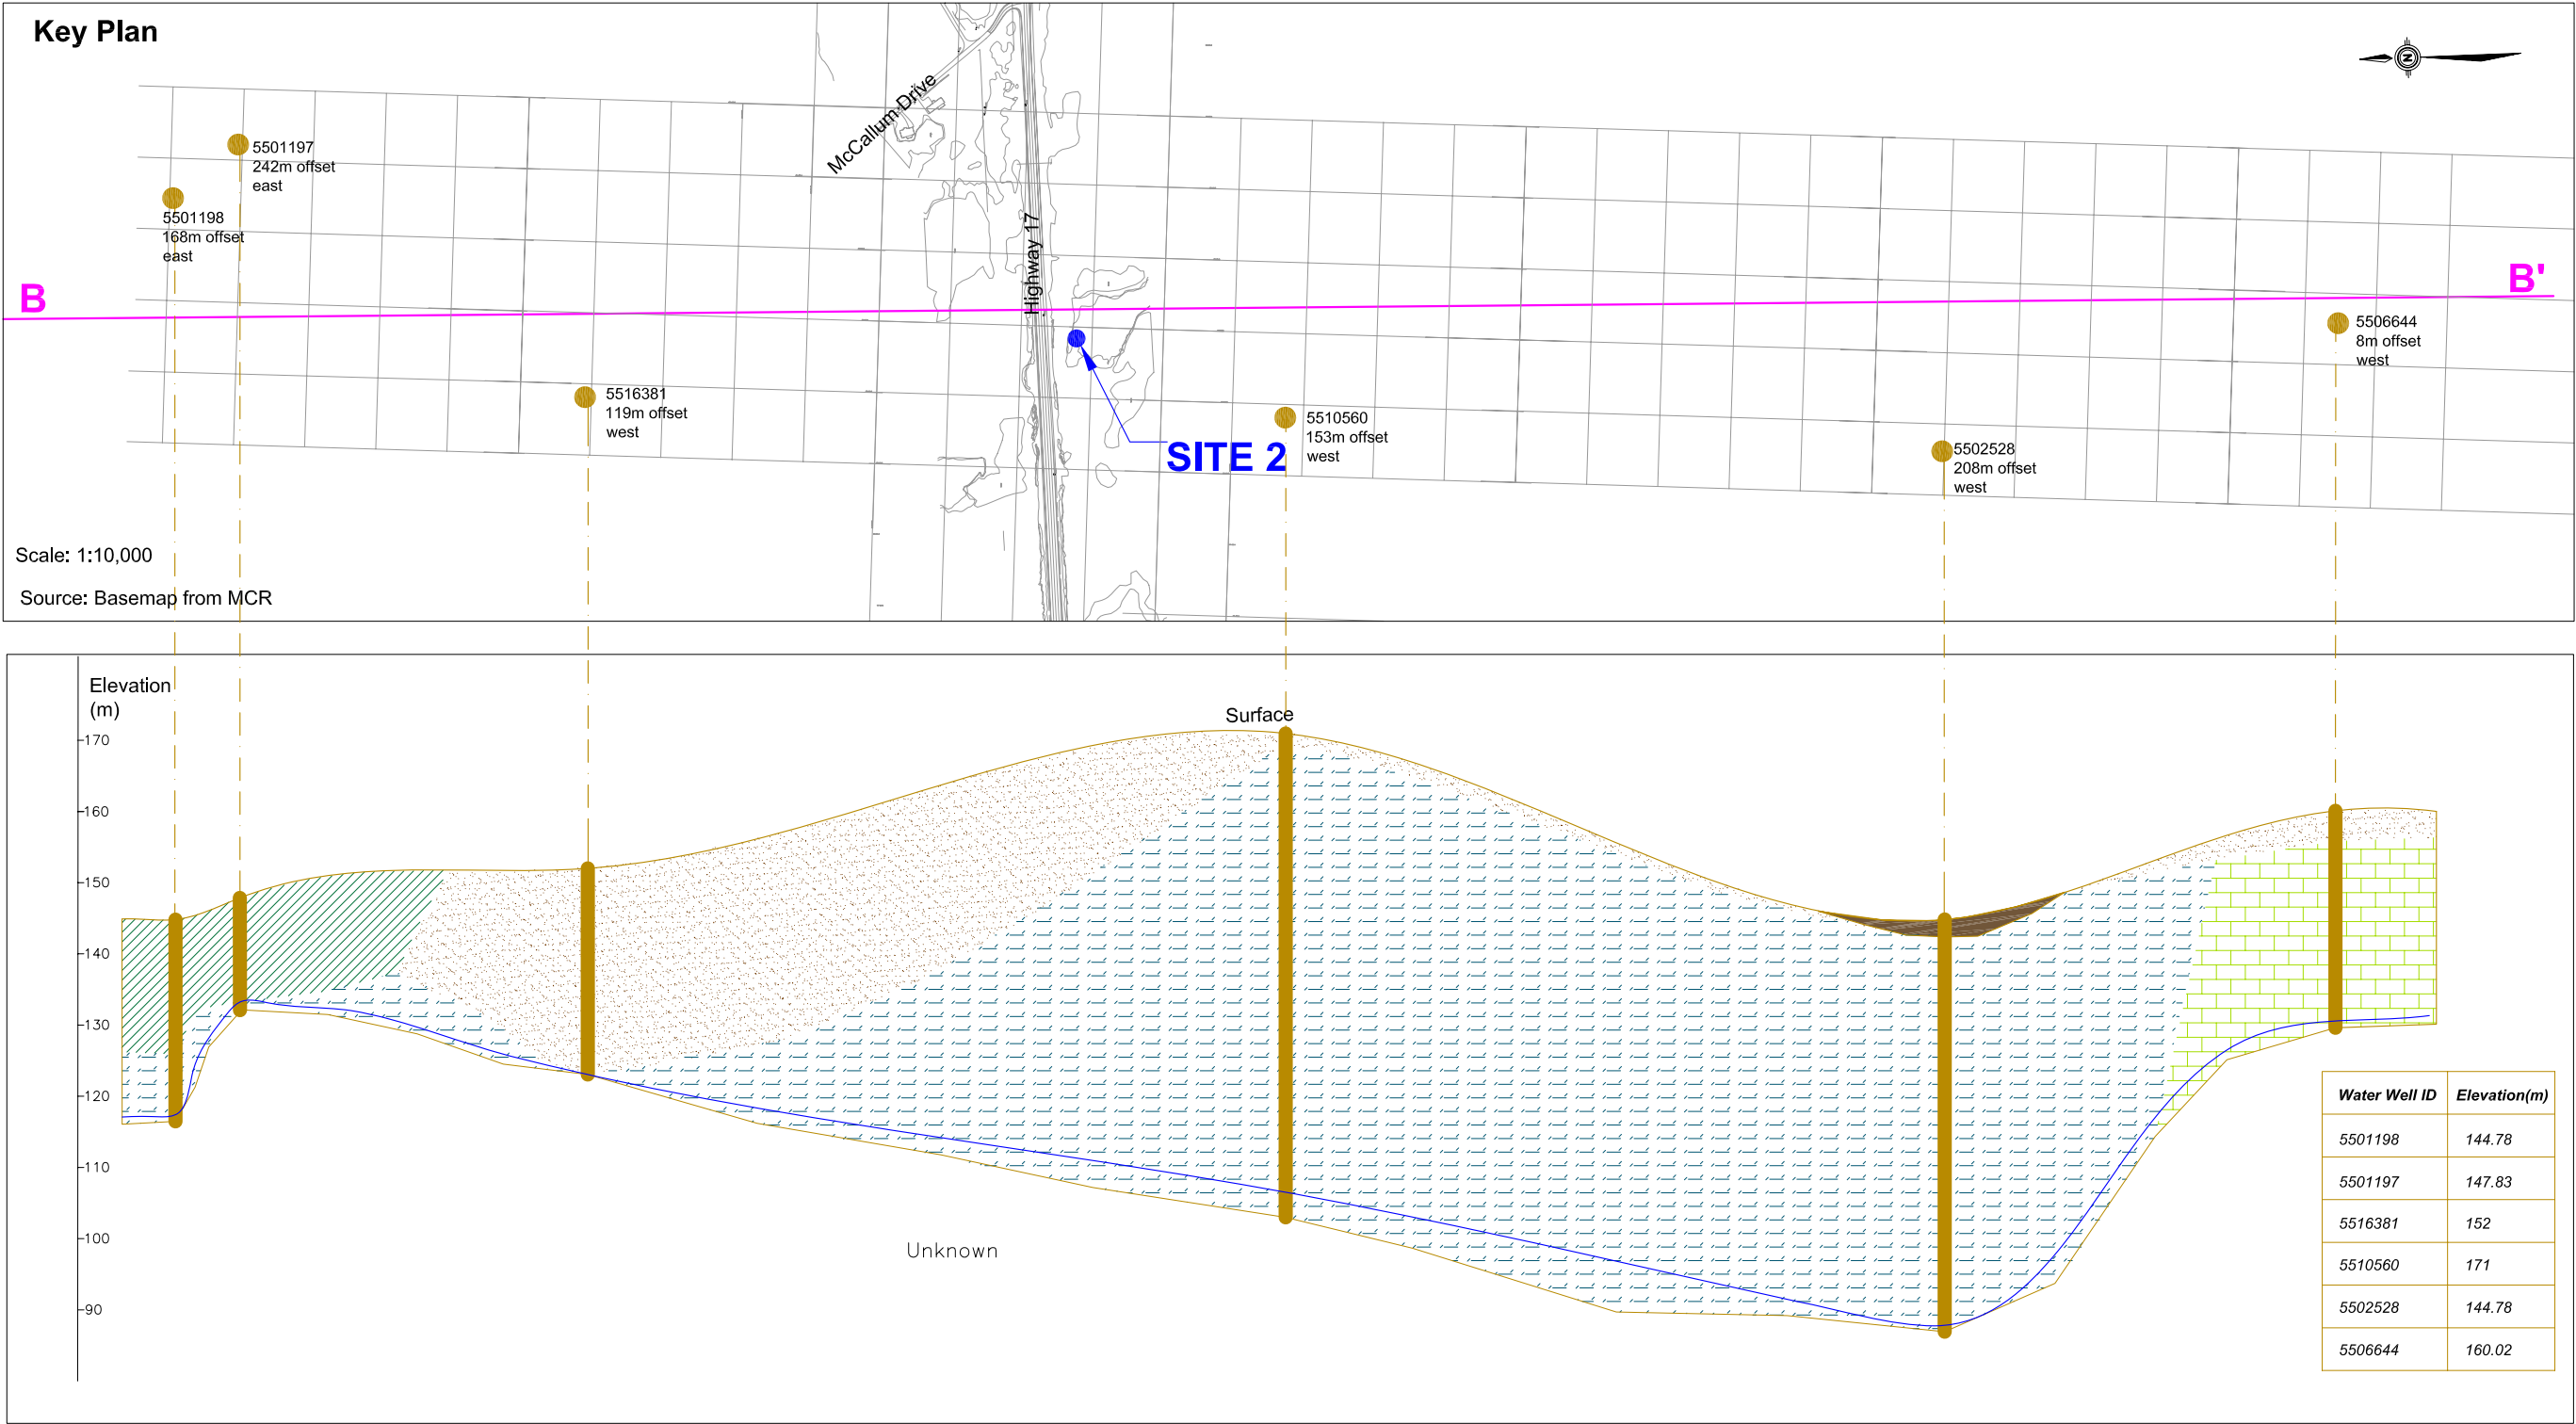 Key Plan
N
McCallum Drive
Highway 17
5501197
242m offset
east
5501198
168m offset
east
B
B'
5506644
8m offset
west
5516381
119m offset
west
SITE 2
5510560
153m offset
west
5502528
208m offset
west
Scale: 1:10,000
Source: Basemap from MCR
Elevation
(m)
Surface
170
160
150
140
130
120
110
100
90
Unknown
Water Well ID Elevation(m)
5501198 144.78
5501197 147.83
5516381 152
5510560 171
5502528 144.78
5506644 160.02